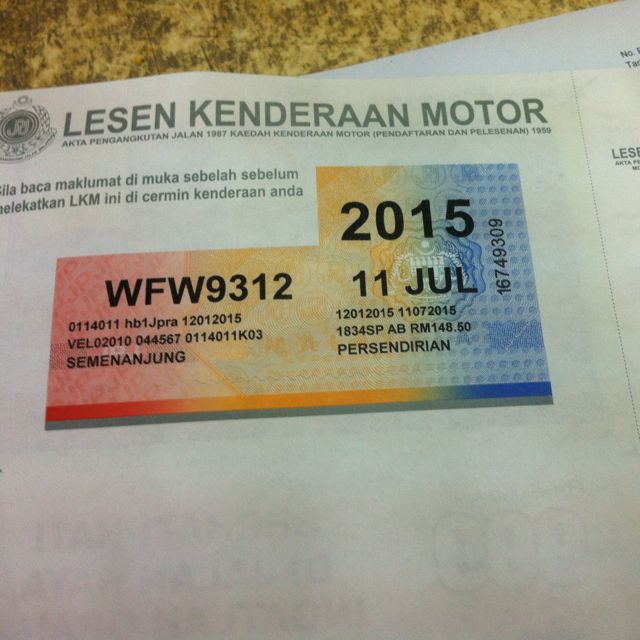 No.
LESEN KENDERAAN MOTOR
AKTA PENGANGKUTAN JALAN 1987 KAEDAH KENDERAAN MOTOR (PENDAFTARAN DAN PELESENAN) 1959
Sila baca maklumat di muka sebelah sebelum
melekatkan LKM ini di cermin kenderaan anda
2015
WFW9312
11 JUL
16749309
0114011 hb1Jpra 12012015
VEL02010 044567 0114011K03
SEMENANJUNG
12012015 11072015
1834SP AB RM148.50
PERSENDIRIAN